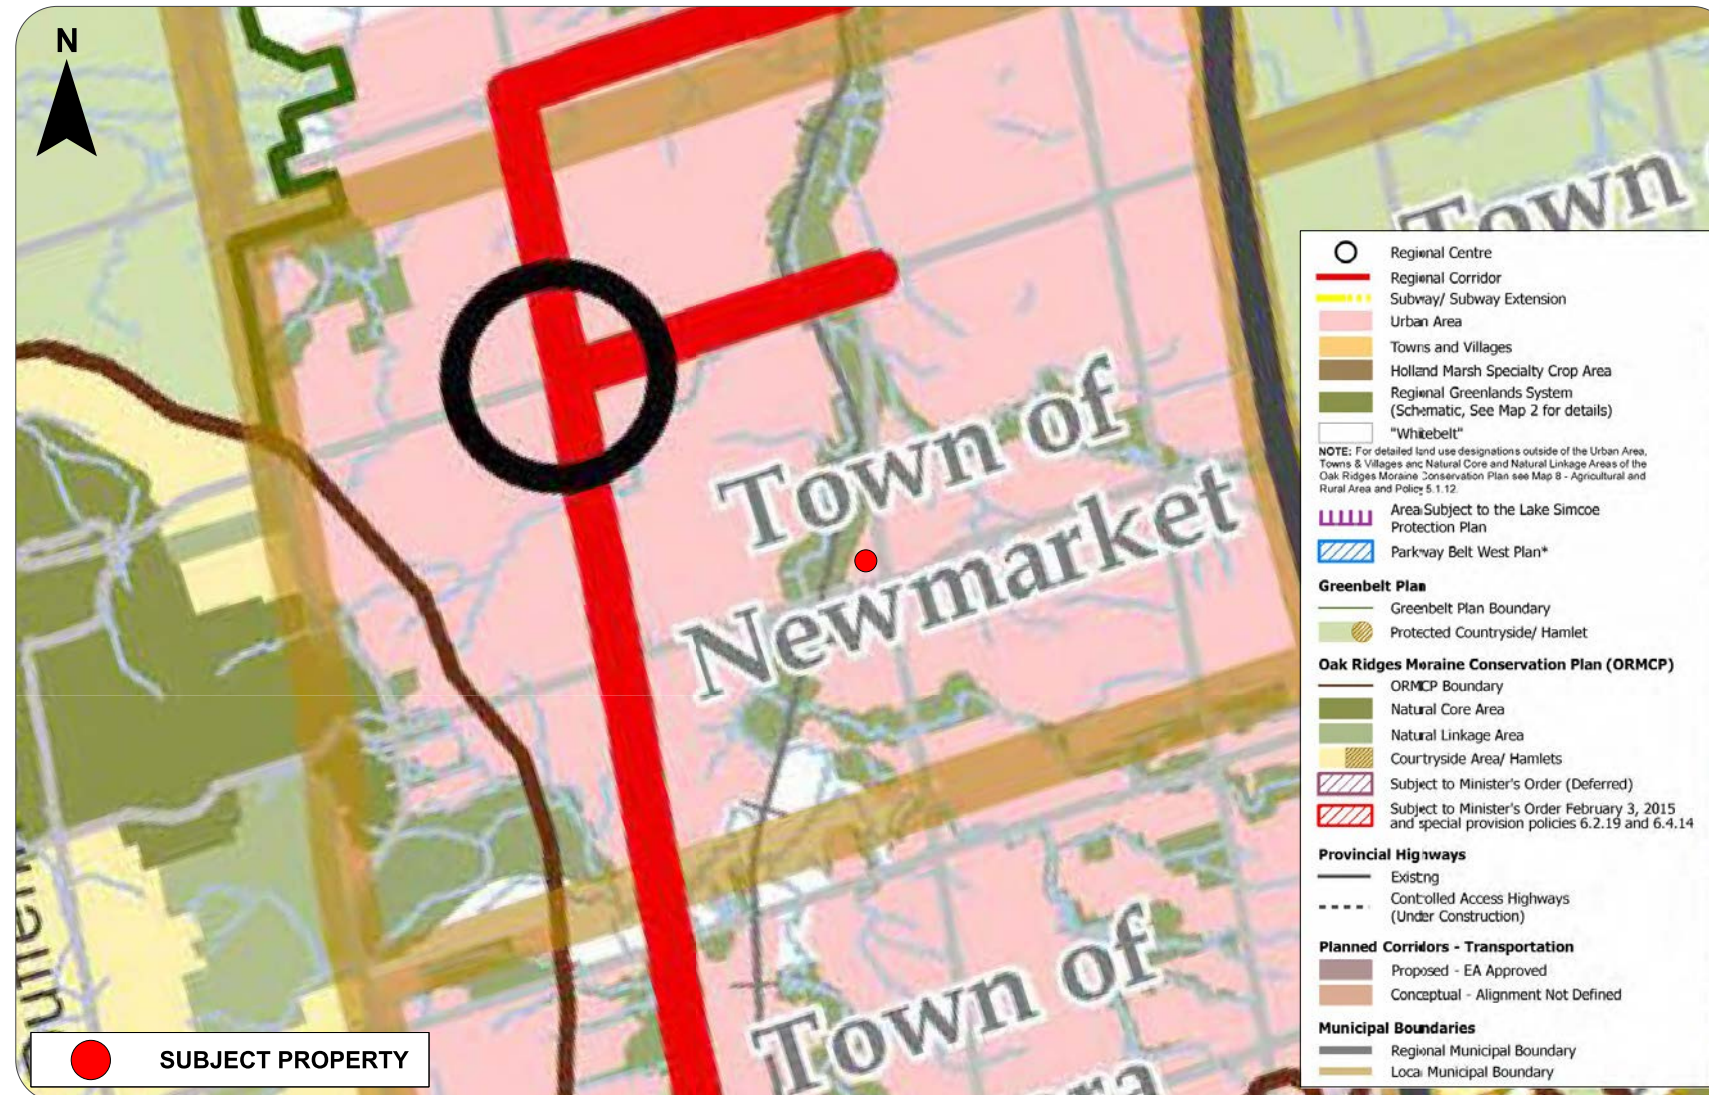 N
Town
Town of
Newmarket
Town of
SUBJECT PROPERTY
Regional Centre
Regional Corridor
Subway/ Subway Extension
Urban Area
Towns and Villages
Holland Marsh Specialty Crop Area
Regional Greenlands System
(Schematic, See Map 2 for details)
"Whitebelt"
NOTE: For detailed land use designations outside of the Urban Area,
Towns & Villages and Natural Core and Natural Linkage Areas of the
Oak Ridges Moraine Conservation Plan see Map 8 - Agricultural and
Rural Area and Policy 5.1.12.
Area Subject to the Lake Simcoe
Protection Plan
Parkway Belt West Plan*
Greenbelt Plan
Greenbelt Plan Boundary
Protected Countryside/ Hamlet
Oak Ridges Moraine Conservation Plan (ORMCP)
ORMCP Boundary
Natural Core Area
Natural Linkage Area
Countryside Area/ Hamlets
Subject to Minister's Order (Deferred)
Subject to Minister's Order February 3, 2015
and special provision policies 6.2.19 and 6.4.14
Provincial Highways
Existing
Controlled Access Highways
(Under Construction)
Planned Corridors - Transportation
Proposed - EA Approved
Conceptual - Alignment Not Defined
Municipal Boundaries
Regional Municipal Boundary
Local Municipal Boundary